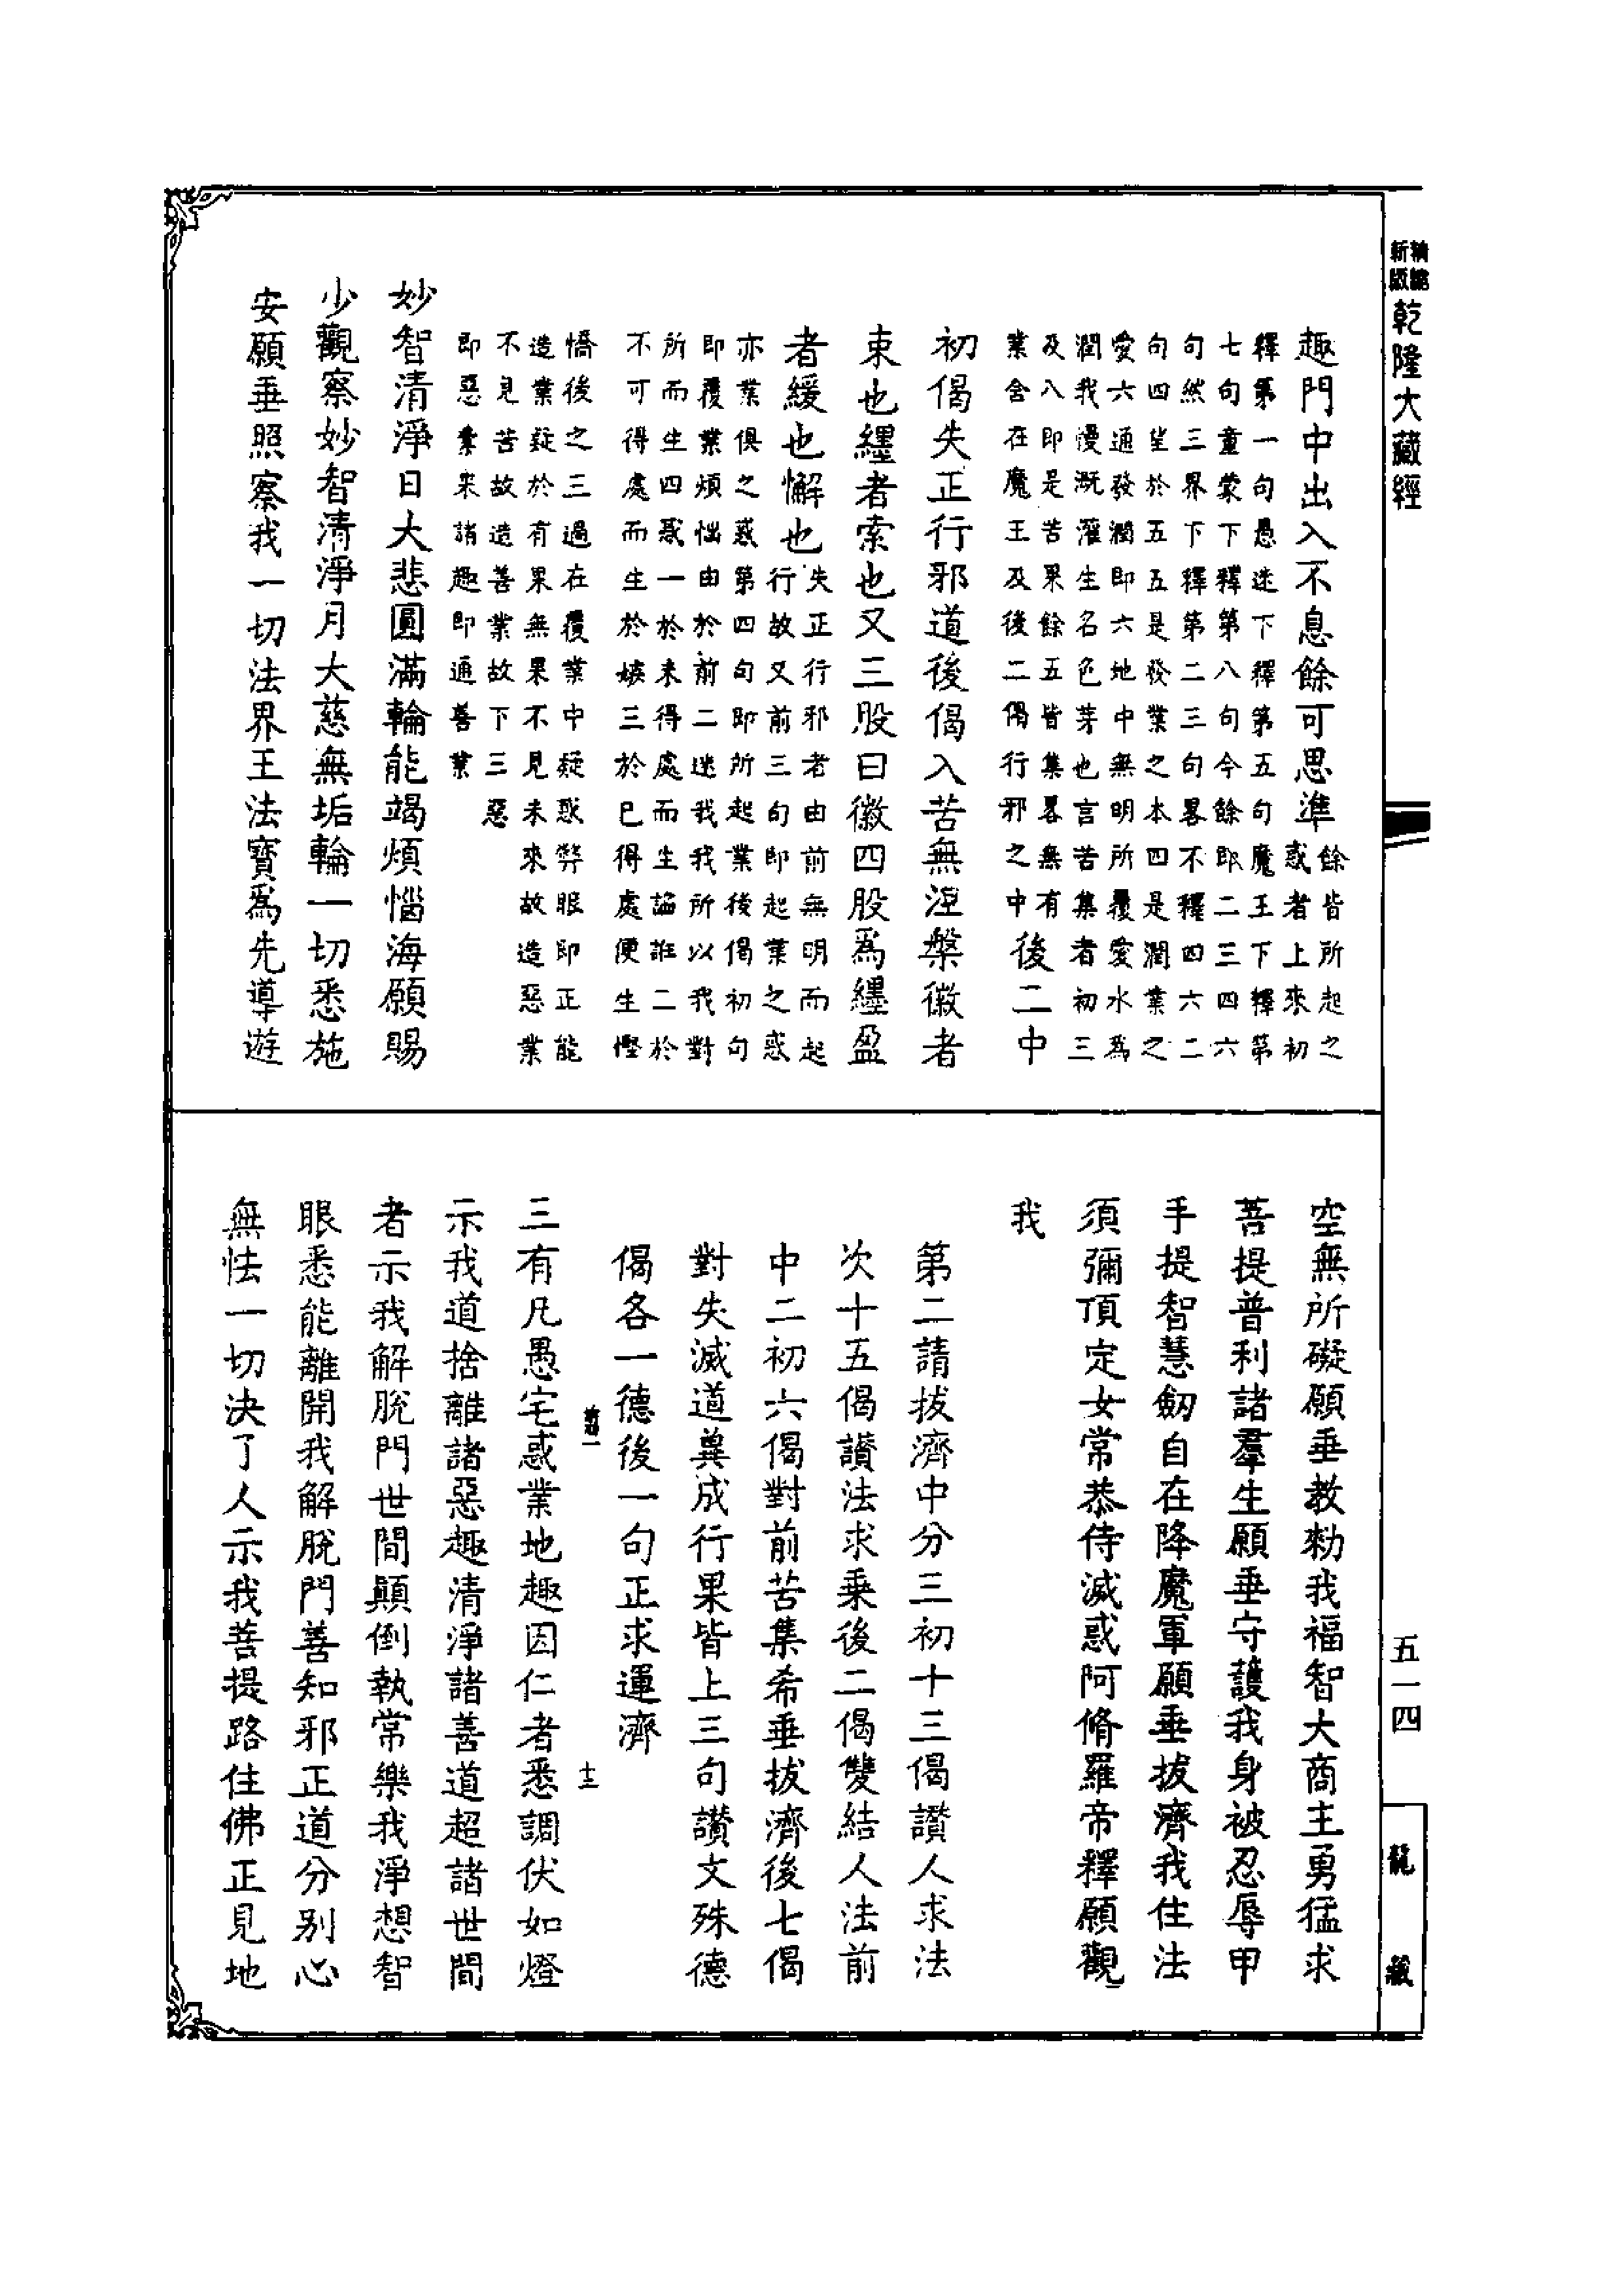 精縮
新版
乾隆大藏經
五一四
龍藏
趣門中出入不息餘可思準
餘皆所起之
惑者上來初
釋第一句愚迷下釋第五句魔王下釋第
七句童蒙下釋第八句今餘即二三四六
句然三界下釋第二三句畧不釋四六二
句四望於五五是發業之本四是潤業之
愛六通發潤即六地中無明所覆愛水爲
潤我慢溉灌生名色芽也言苦集者初三
及八即是苦果餘五皆集畧無有
業含在魔王及後二偈行邪之中
後二中
初偈失正行邪道後偈入苦無涅槃徽者
束也纆者索也又三股曰徽四股爲纆盈
者緩也懈也
失正行邪者由前無明而起
行故又前三句即起業之惑
亦業俱之惑第四句即所起業後偈初句
即覆業煩惱由於前二迷我我所以我對
所而生四惑一於未得處而生諂誑二於
不可得處而生於嫉三於已得處便生慳
憍後之三過在覆業中疑惑弊眼即正能
造業疑於有果無果不見未來故造惡業
不見苦故造善業故下三惡
即惡業來諸趣即通善業
妙智清淨日大悲圓滿輪能竭煩惱海願賜
少觀察妙智清淨月大慈無垢輪一切悉施
安願垂照察我一切法界王法寶爲先導遊
空無所礙願垂教勑我福智大商主勇猛求
菩提普利諸羣生願垂守護我身被忍辱甲
手提智慧劒自在降魔軍願垂拔濟我住法
須彌頂定女常恭侍滅惑阿脩羅帝釋願觀
我
第二請拔濟中分三初十三偈讚人求法
次十五偈讚法求乘後二偈雙結人法前
中二初六偈對前苦集希垂拔濟後七偈
對失滅道冀成行果皆上三句讚文殊德
偈各一德後一句正求運濟
十三
三有凡愚宅惑業地趣因仁者悉調伏如燈
示我道捨離諸惡趣清淨諸善道超諸世間
者示我解脫門世間顚倒執常樂我淨想智
眼悉能離開我解脫門善知邪正道分别心
無怯一切決了人示我菩提路住佛正見地